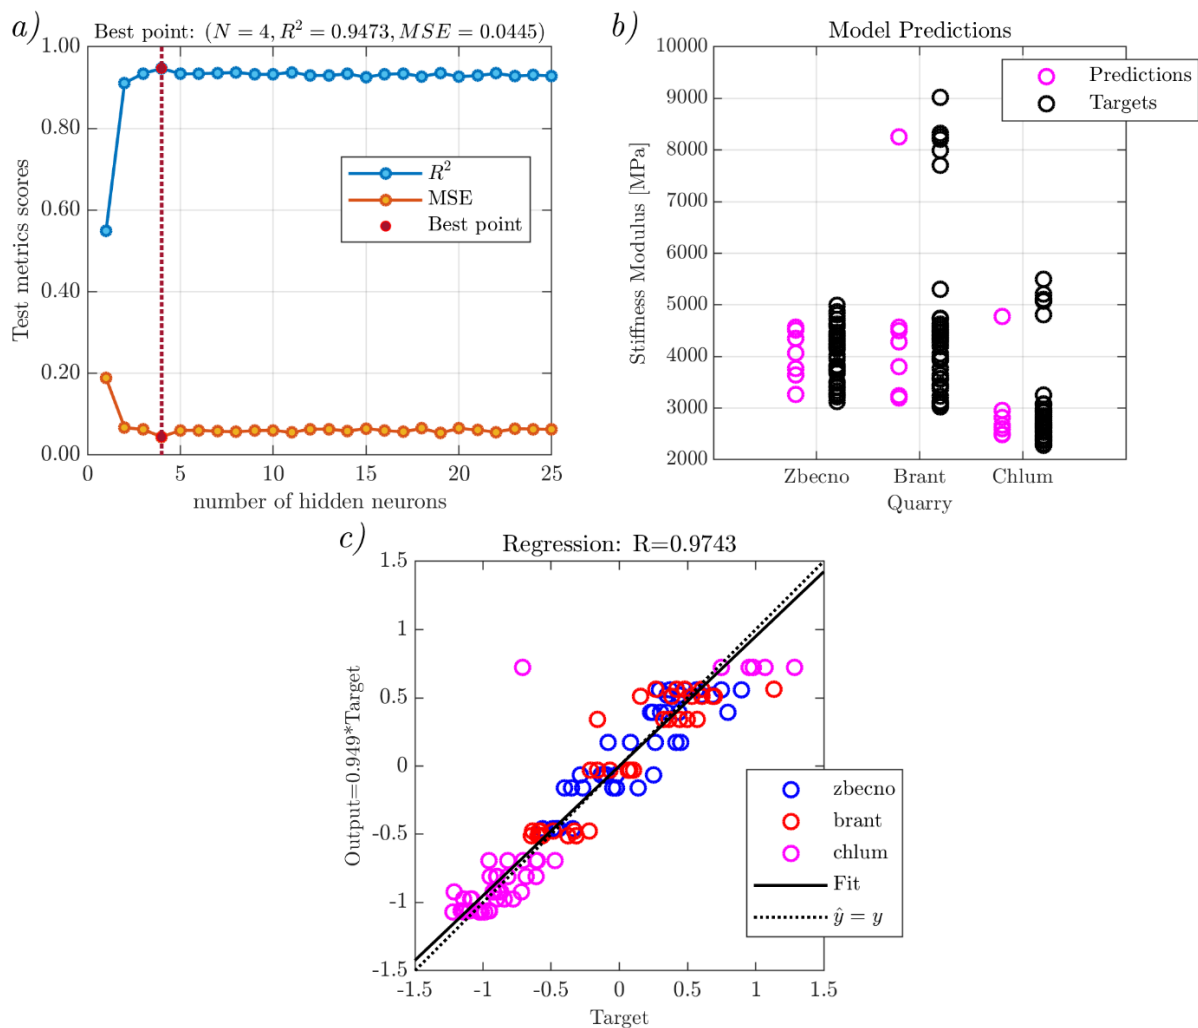 a)
Best point: (N = 4, R² = 0.9473, MSE = 0.0445)
Test metrics scores
1.00
0.80
0.60
0.40
0.20
0.00
R²
MSE
Best point
0 5 10 15 20 25
number of hidden neurons
b)
Model Predictions
Stiffness Modulus [MPa]
10000
9000
8000
7000
6000
5000
4000
3000
2000
Predictions
Targets
Zbecno Brant Chlum
Quarry
c)
Regression: R=0.9743
Output=0.949*Target
1.5
1
0.5
0
-0.5
-1
-1.5
zbecno
brant
chlum
Fit
ŷ = y
-1.5 -1 -0.5 0 0.5 1 1.5
Target